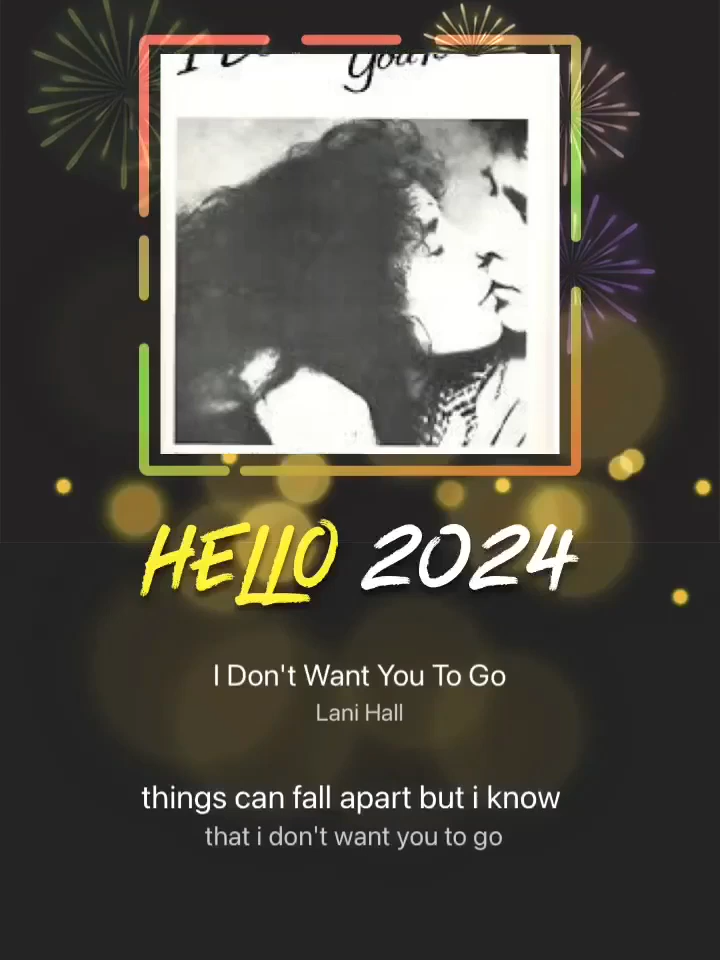 HELLO 2024
I Don't Want You To Go
Lani Hall
things can fall apart but i know
that i don't want you to go